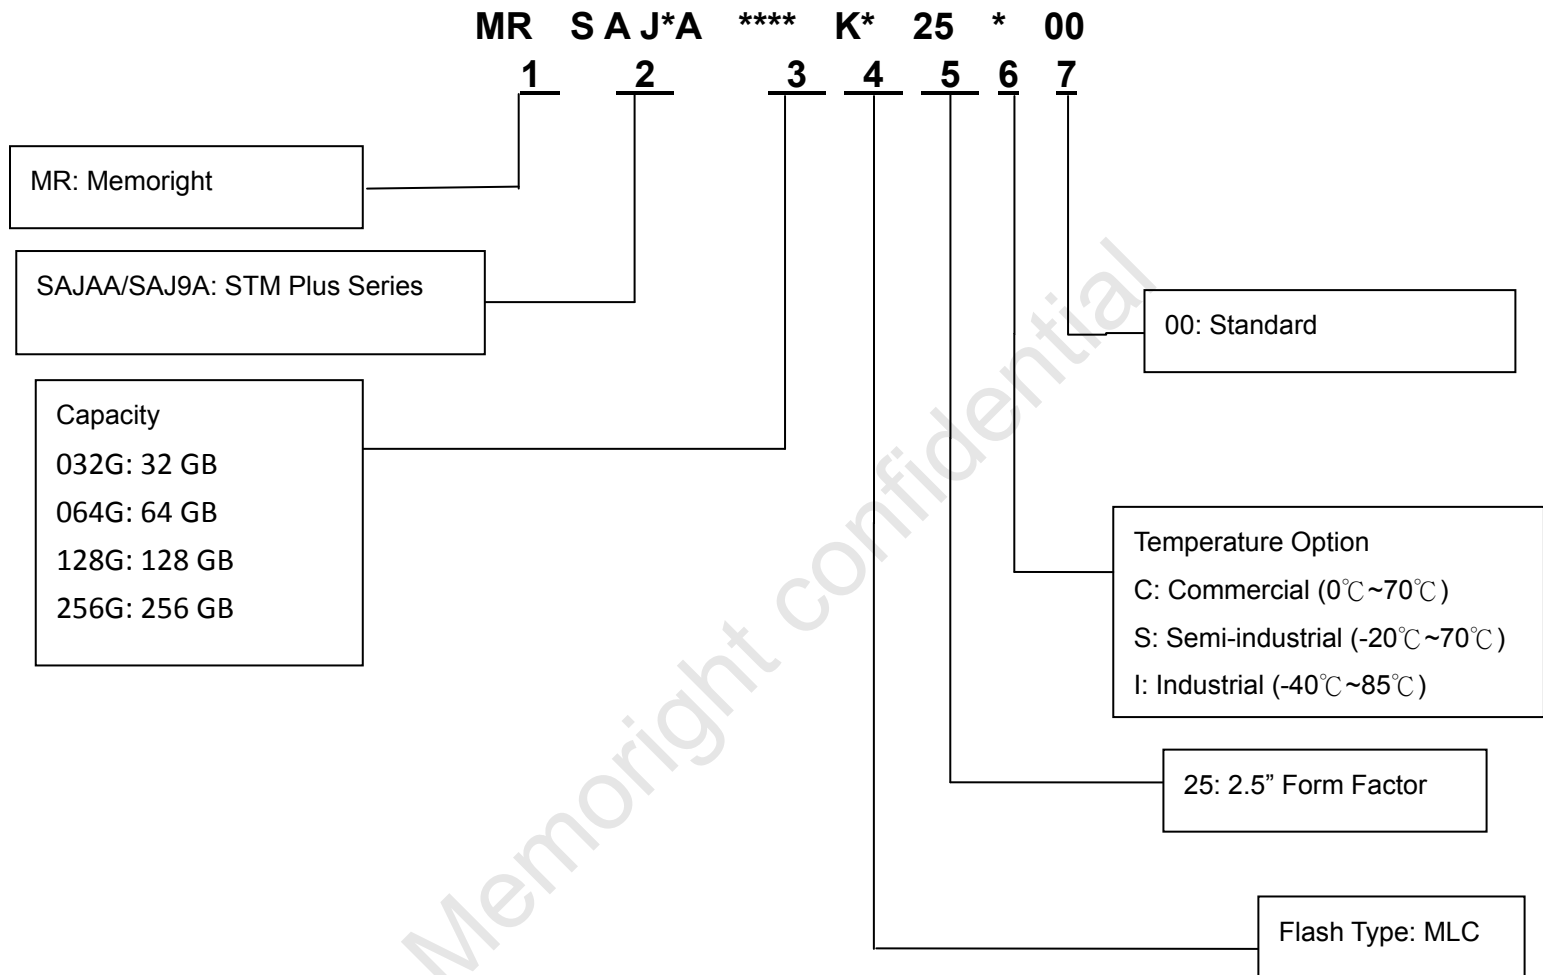 MR S A J*A **** K* 25 * 00
1 2 3 4 5 6 7
MR: Memoright
SAJAA/SAJ9A: STM Plus Series
00: Standard
Capacity
032G: 32 GB
064G: 64 GB
128G: 128 GB
256G: 256 GB
Temperature Option
C: Commercial (0℃~70℃)
S: Semi-industrial (-20℃~70℃)
I: Industrial (-40℃~85℃)
25: 2.5” Form Factor
Flash Type: MLC
Memoright confidential